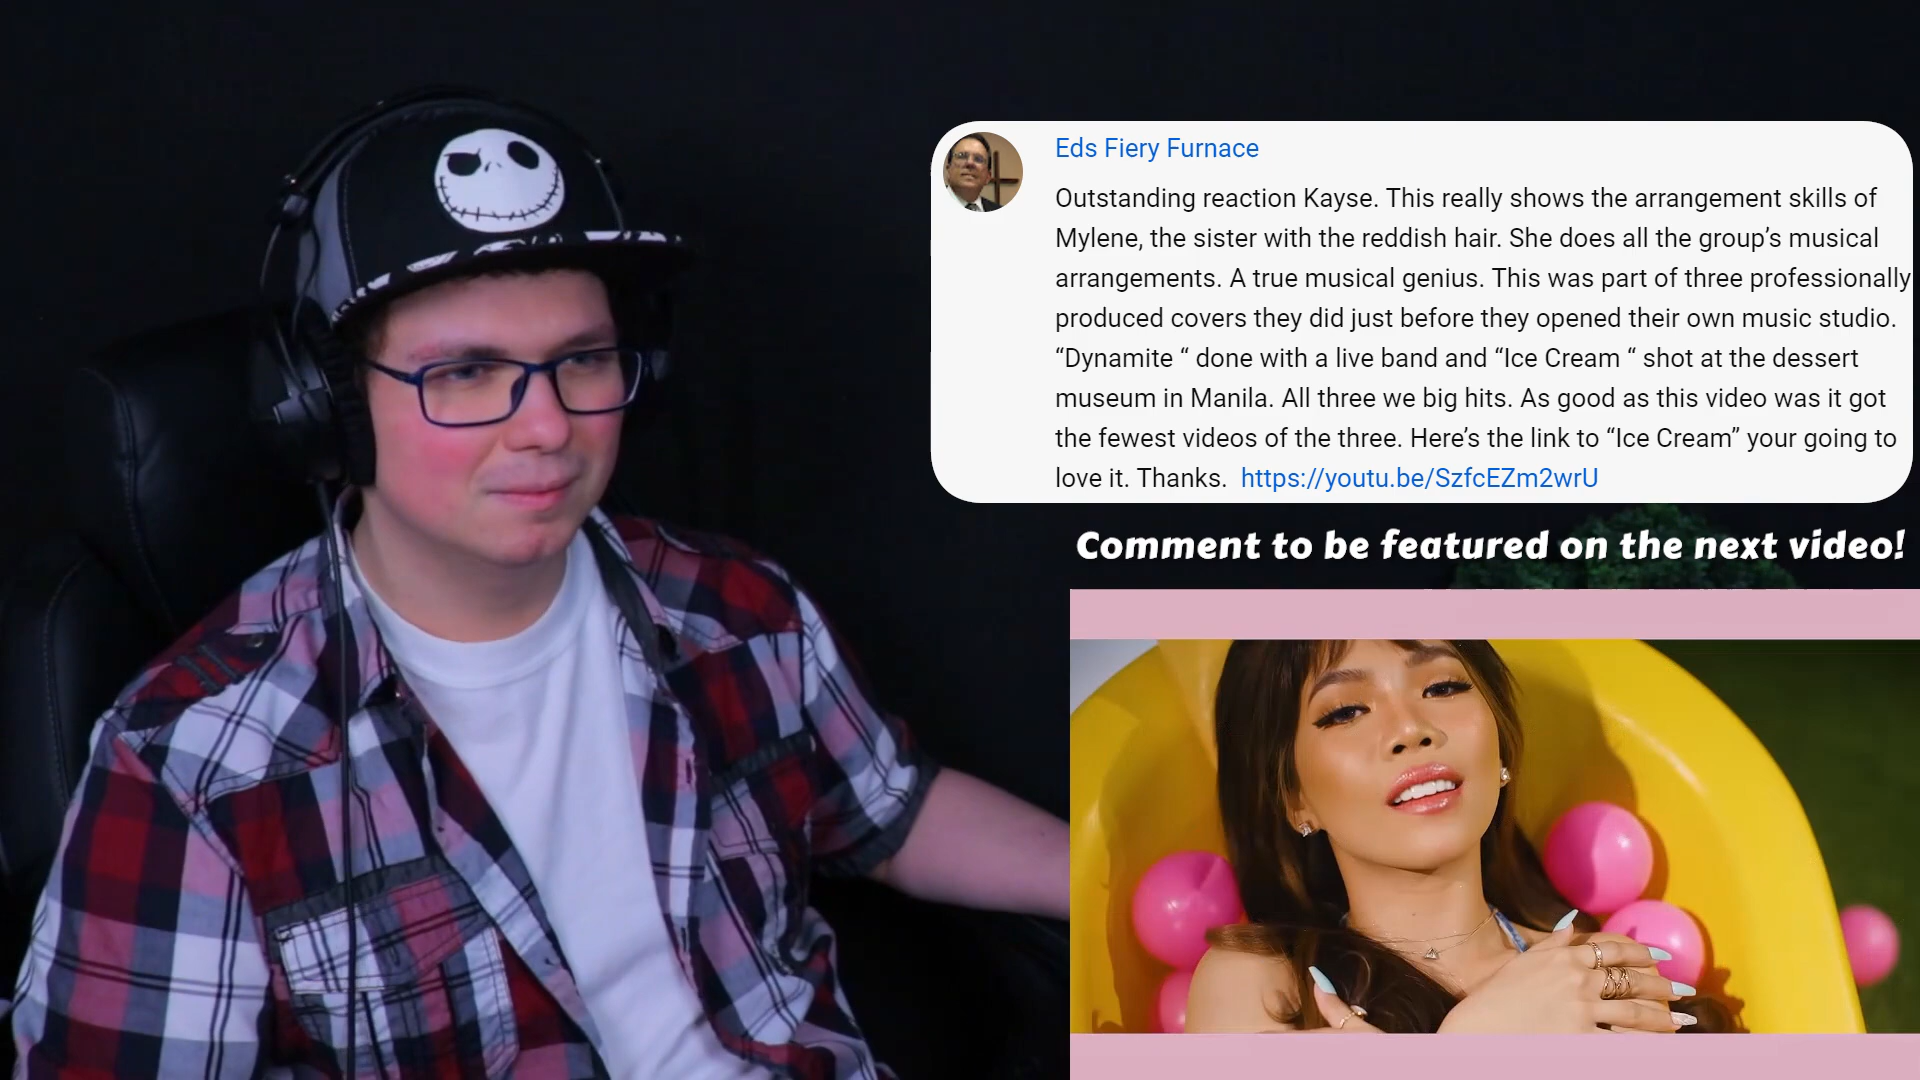 Eds Fiery Furnace
Outstanding reaction Kayse. This really shows the arrangement skills of
Mylene, the sister with the reddish hair. She does all the group’s musical
arrangements. A true musical genius. This was part of three professionally
produced covers they did just before they opened their own music studio.
“Dynamite “ done with a live band and “Ice Cream “ shot at the dessert
museum in Manila. All three we big hits. As good as this video was it got
the fewest videos of the three. Here’s the link to “Ice Cream” your going to
love it. Thanks. https://youtu.be/SzfcEZm2wrU
Comment to be featured on the next video!